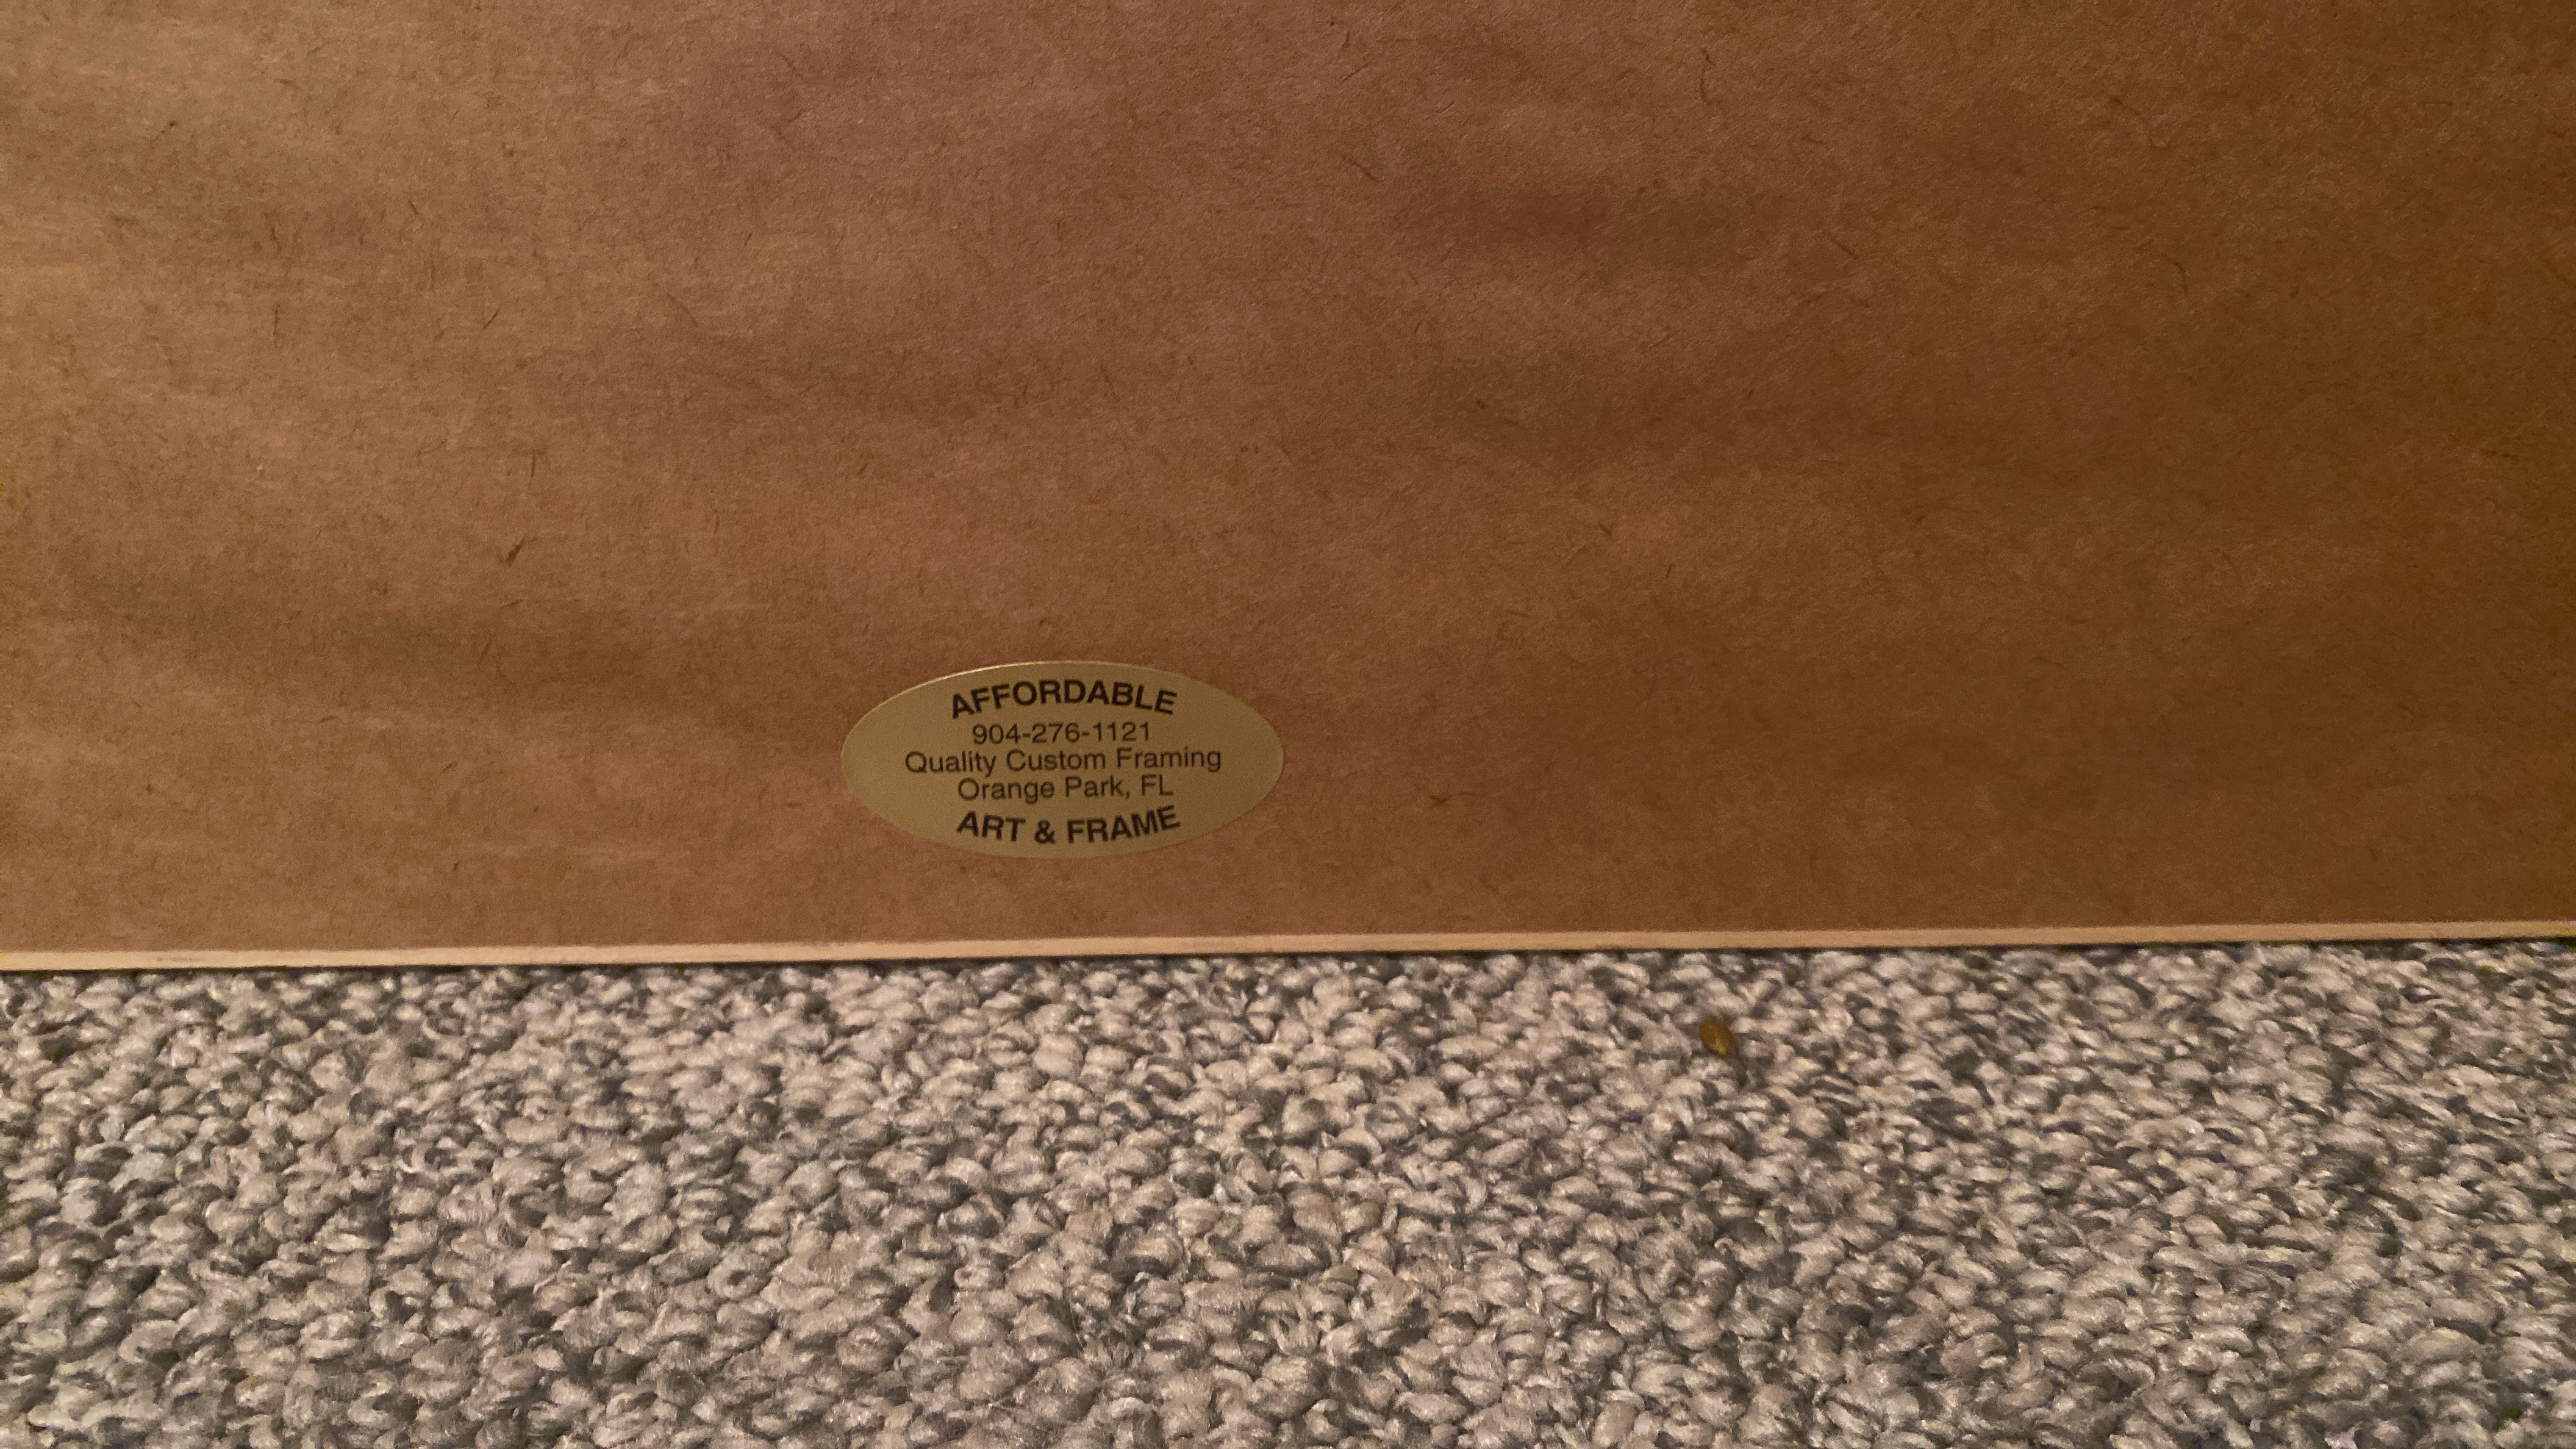 AFFORDABLE
904-276-1121
Quality Custom Framing
Orange Park, FL
ART & FRAME